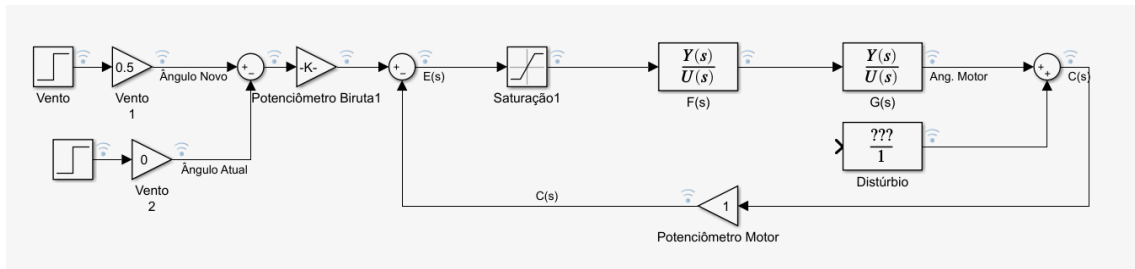 Vento
0.5
Vento
1
Ângulo Novo
+
−
-K-
Potenciômetro Biruta1
+
−
E(s)
Saturação1
Y(s)
U(s)
F(s)
Y(s)
U(s)
G(s)
Ang. Motor
+
+
C(s)
0
Vento
2
Ângulo Atual
???
1
Distúrbio
C(s)
1
Potenciômetro Motor